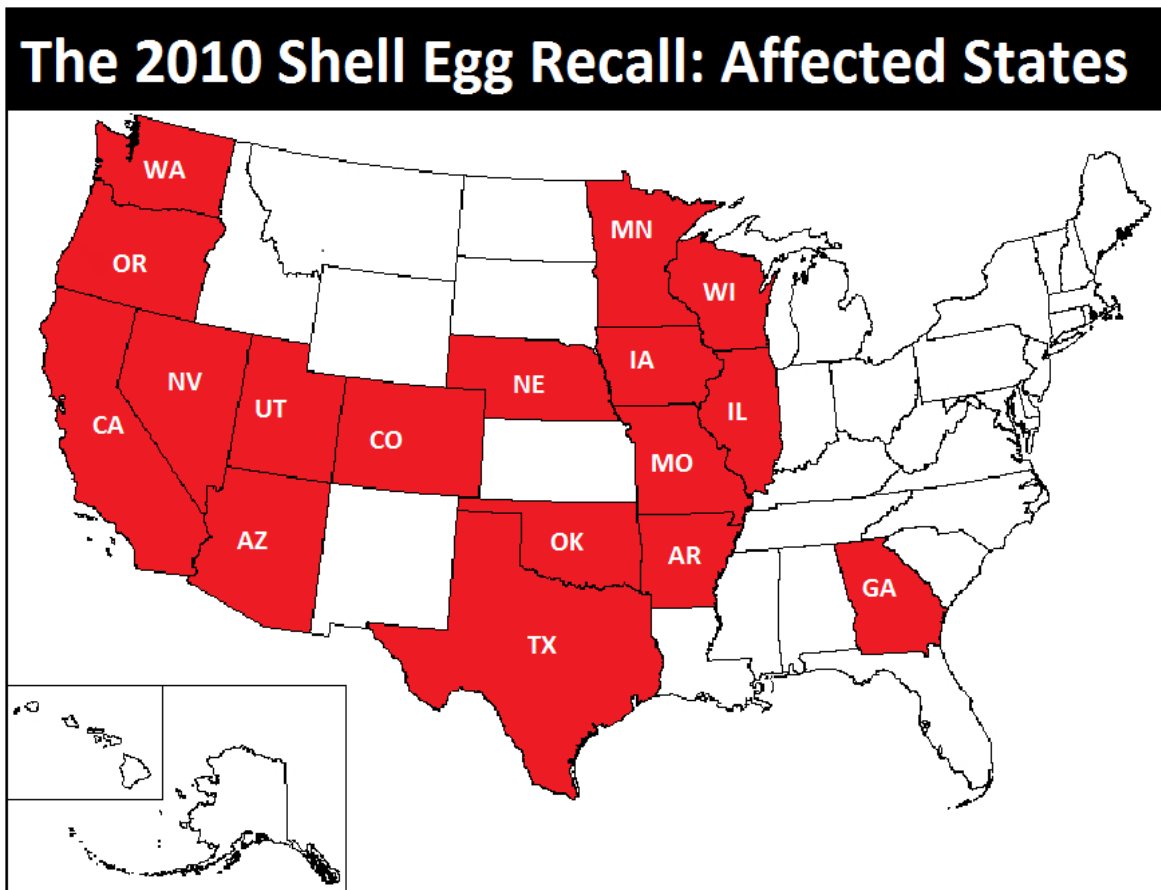 The 2010 Shell Egg Recall: Affected States
WA
MN
OR
WI
IA
NV
NE
UT
IL
CA
CO
MO
AZ
OK
AR
GA
TX